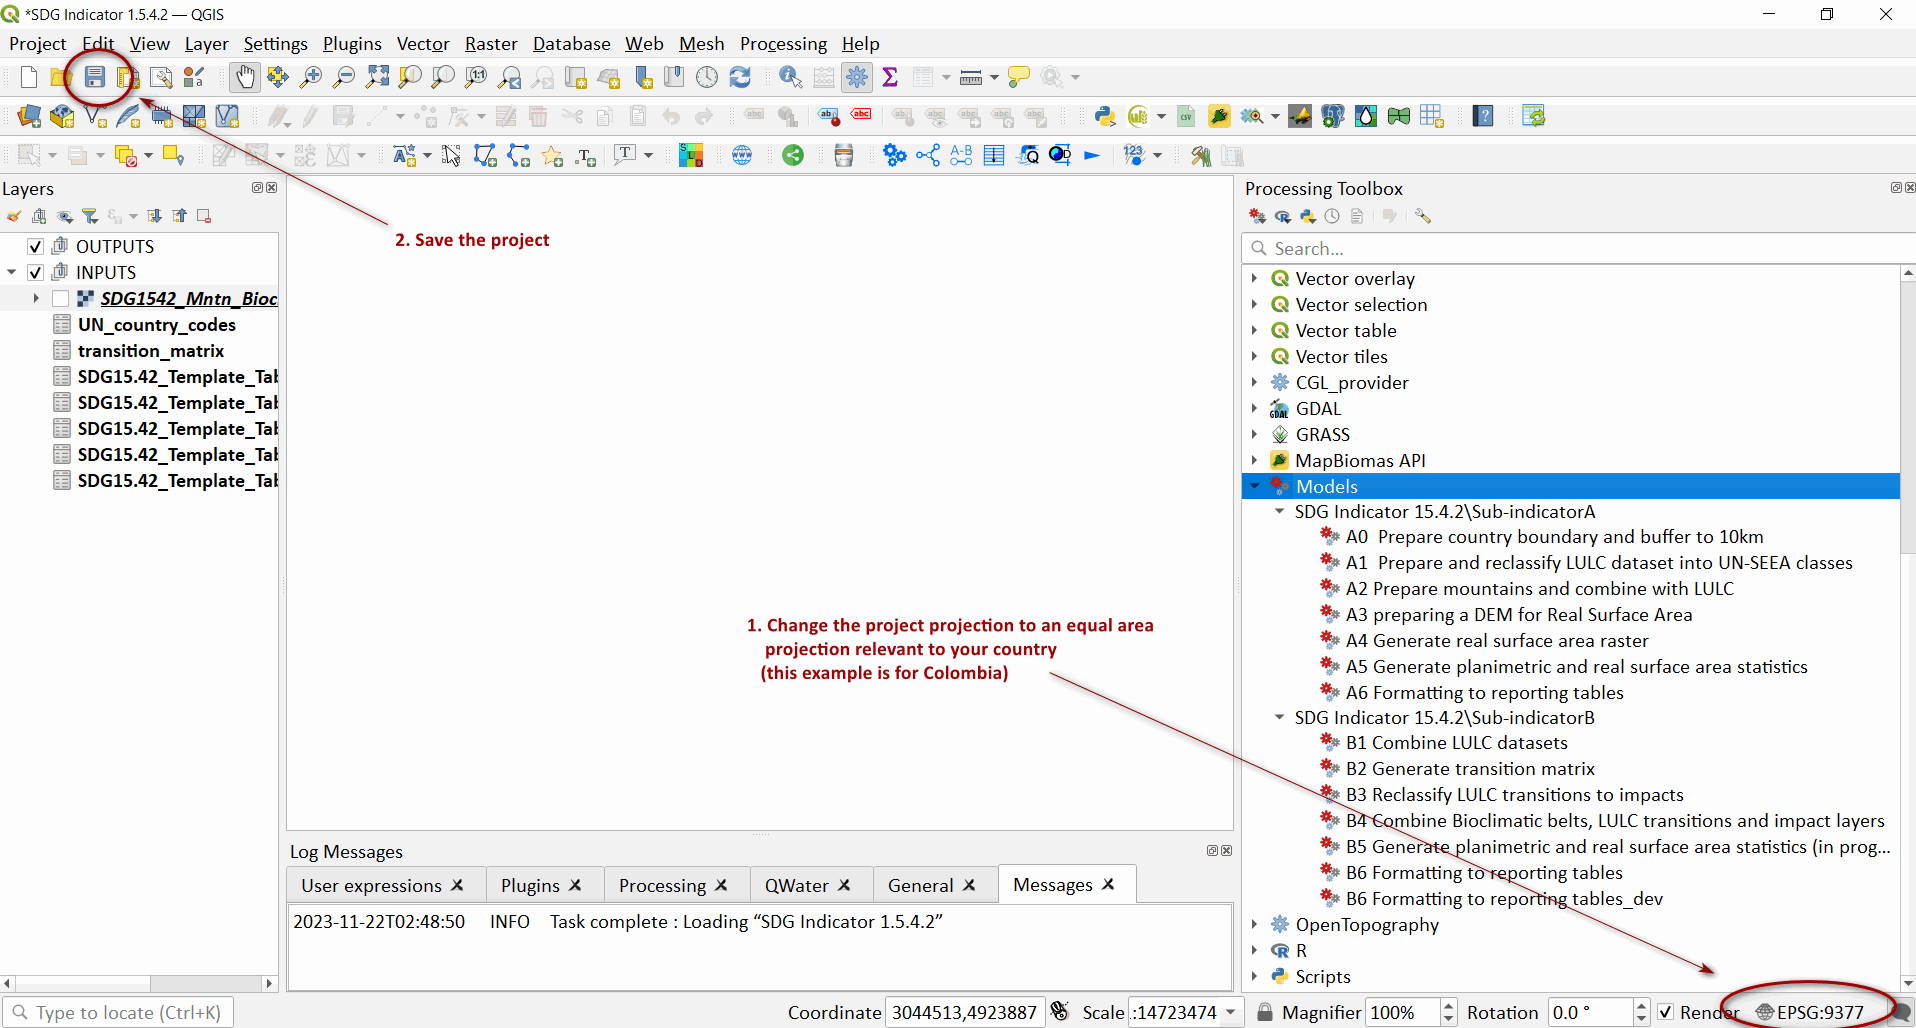 *SDG Indicator 1.5.4.2 — QGIS
Project Edit View Layer Settings Plugins Vector Raster Database Web Mesh Processing Help
Layers
OUTPUTS
INPUTS
SDG1542_Mntn_Bioc
UN_country_codes
transition_matrix
SDG15.42_Template_Tab
SDG15.42_Template_Tab
SDG15.42_Template_Tab
SDG15.42_Template_Tab
SDG15.42_Template_Tab
2. Save the project
1. Change the project projection to an equal area
projection relevant to your country
(this example is for Colombia)
Log Messages
User expressions Plugins Processing QWater General Messages
2023-11-22T02:48:50 INFO Task complete : Loading “SDG Indicator 1.5.4.2”
Processing Toolbox
Search...
Vector overlay
Vector selection
Vector table
Vector tiles
CGL_provider
GDAL
GRASS
MapBiomas API
Models
SDG Indicator 15.4.2\Sub-indicatorA
A0 Prepare country boundary and buffer to 10km
A1 Prepare and reclassify LULC dataset into UN-SEEA classes
A2 Prepare mountains and combine with LULC
A3 preparing a DEM for Real Surface Area
A4 Generate real surface area raster
A5 Generate planimetric and real surface area statistics
A6 Formatting to reporting tables
SDG Indicator 15.4.2\Sub-indicatorB
B1 Combine LULC datasets
B2 Generate transition matrix
B3 Reclassify LULC transitions to impacts
B4 Combine Bioclimatic belts, LULC transitions and impact layers
B5 Generate planimetric and real surface area statistics (in prog...
B6 Formatting to reporting tables
B6 Formatting to reporting tables_dev
OpenTopography
R
Scripts
Type to locate (Ctrl+K)
Coordinate 3044513,4923887 Scale .:14723474 Magnifier 100% Rotation 0.0 ° Render EPSG:9377